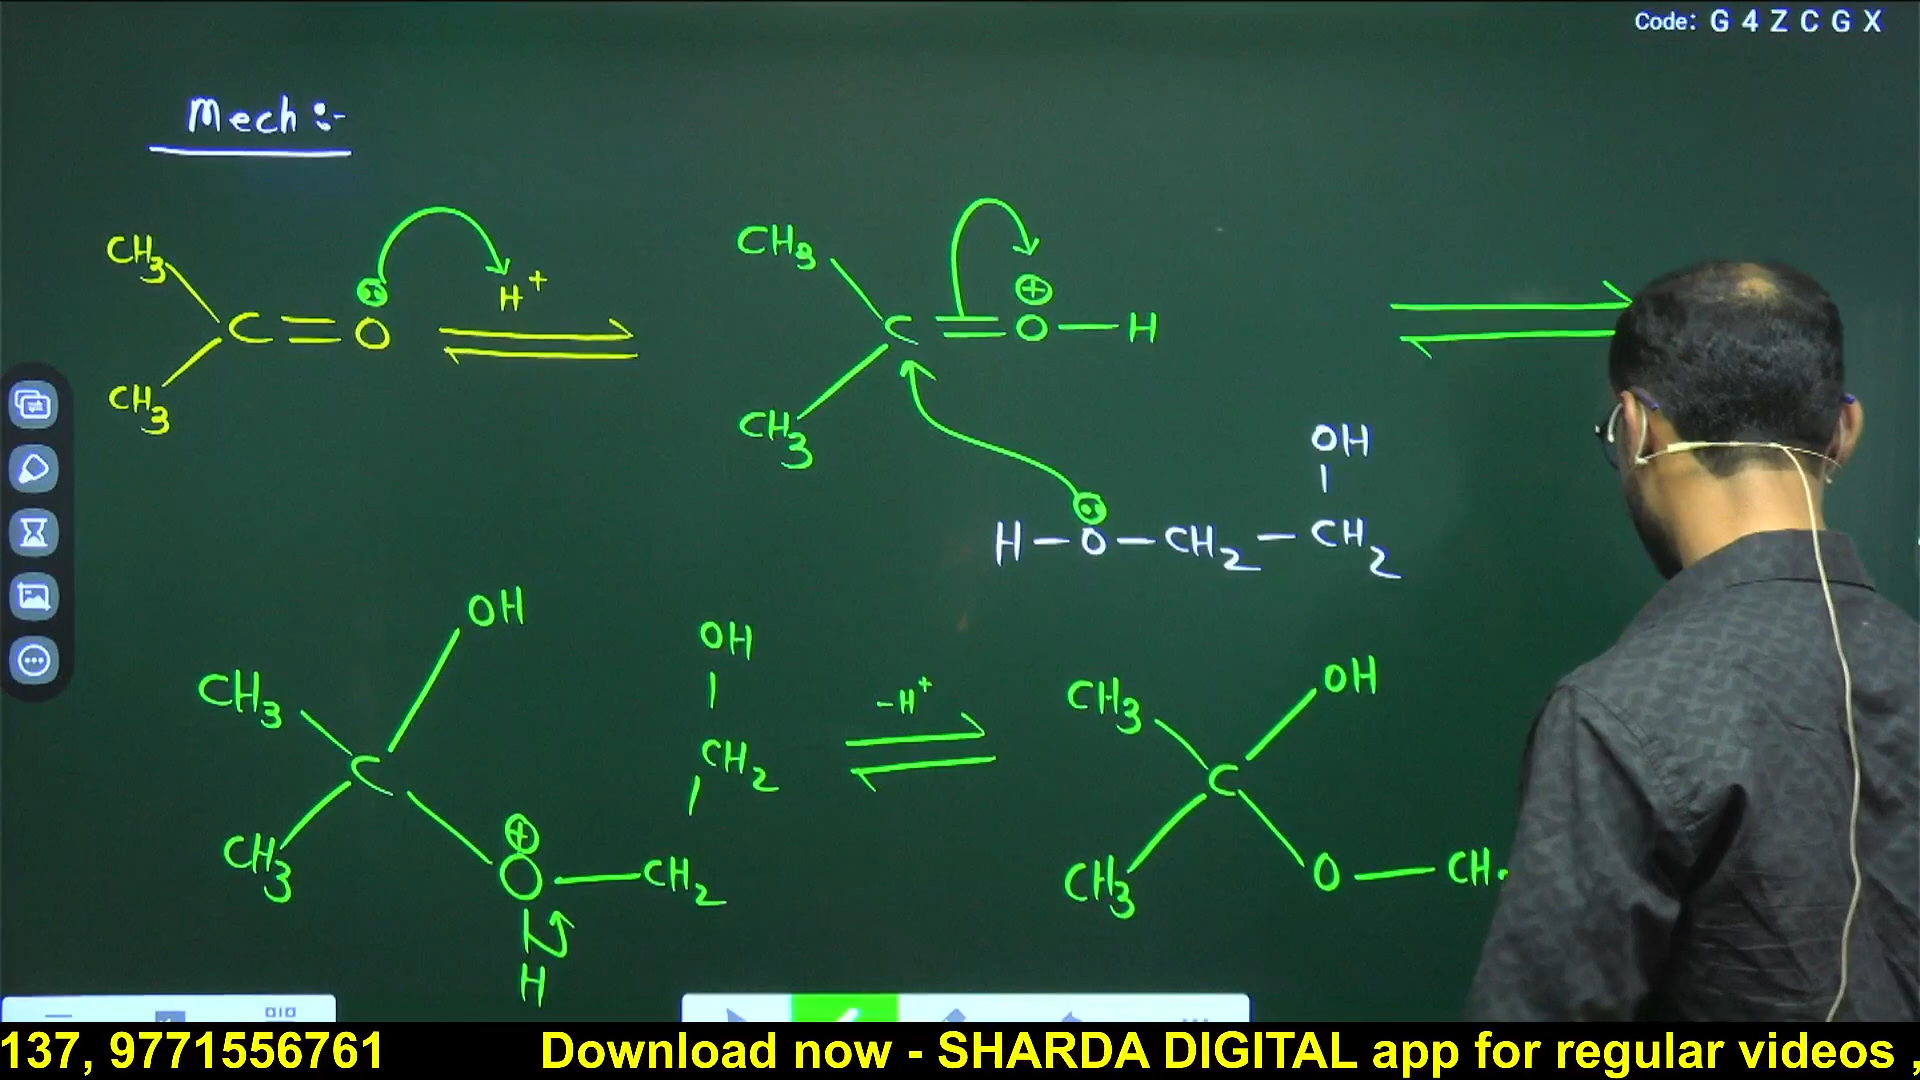 Code: G 4 Z C G X
Mech :-
CH3 C = O H+
CH3
CH3 C = O — H
CH3
OH
H — O — CH2 — CH2
OH
CH3 C
CH3 O — CH2
H
OH
CH2
-H+
OH
CH3 C
CH3 O — CH
137, 9771556761 Download now - SHARDA DIGITAL app for regular videos ,